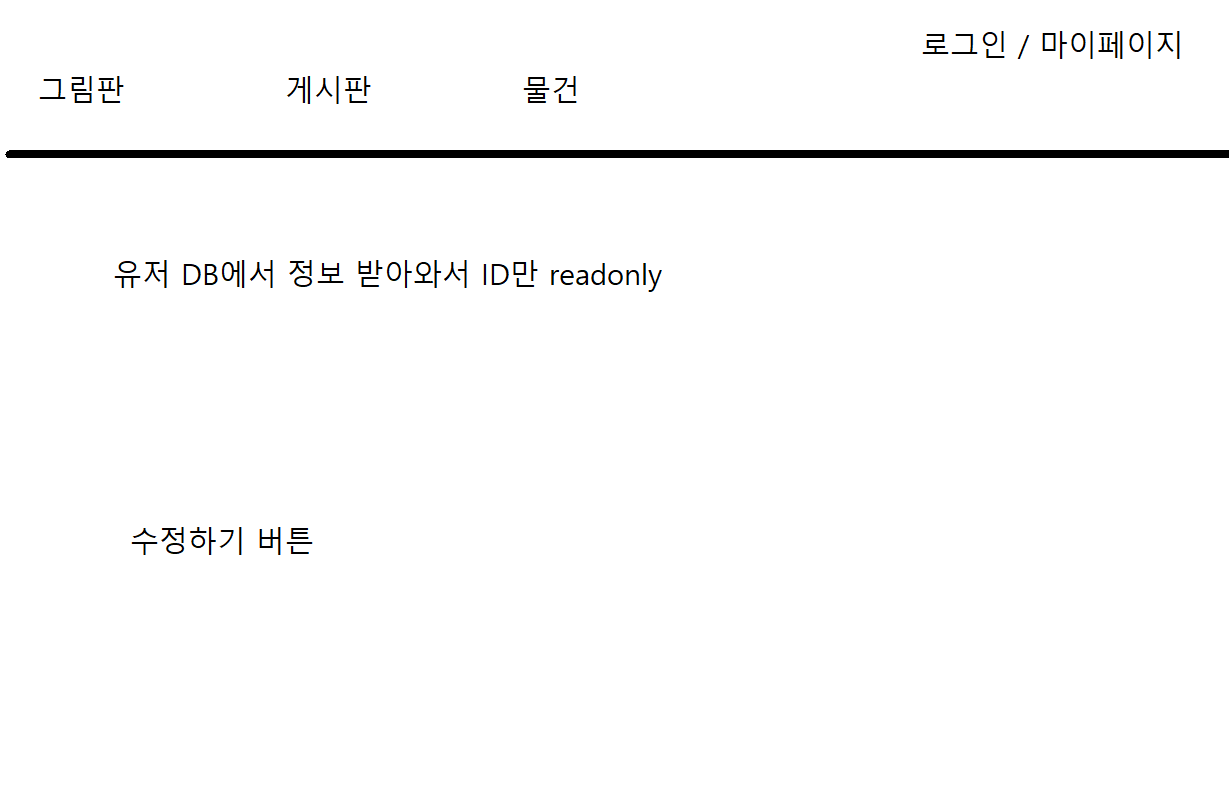 로그인 / 마이페이지
그림판 게시판 물건
유저 DB에서 정보 받아와서 ID만 readonly
수정하기 버튼